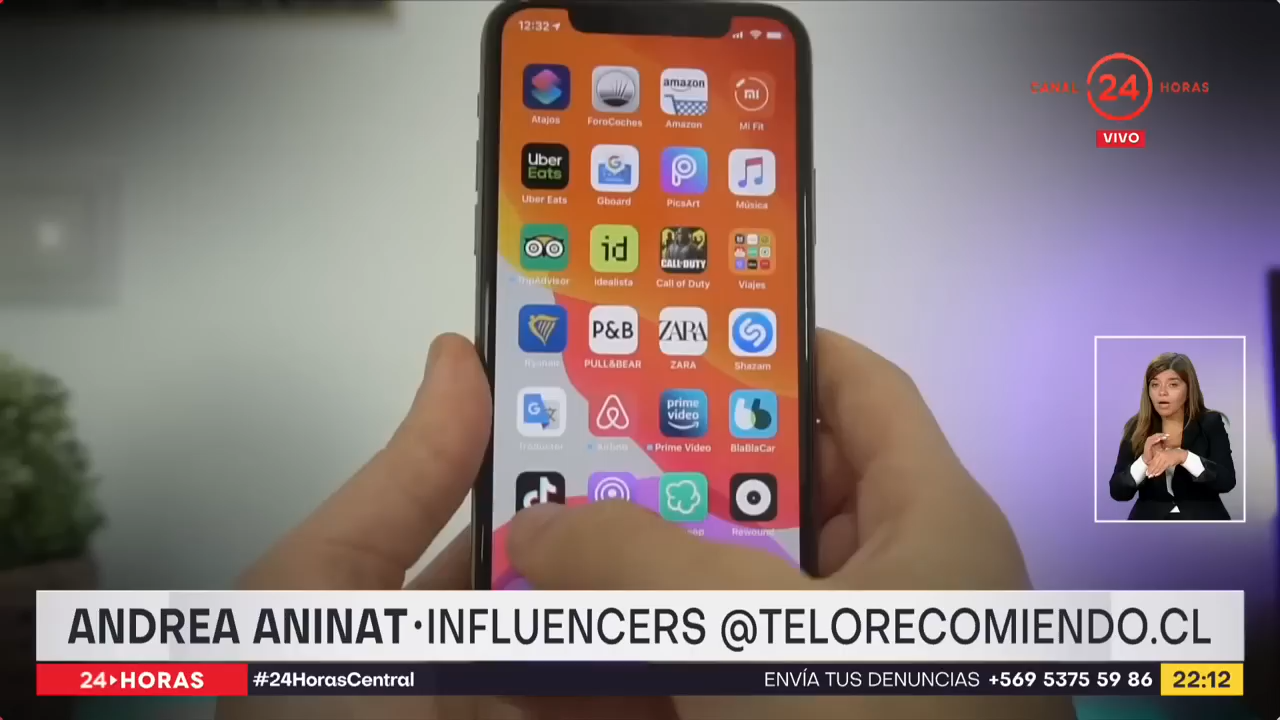 12:32
CANAL 24 HORAS
VIVO
amazon
mi
Atajos ForoCoches Amazon Mi Fit
Uber Eats
G
Uber Eats Gboard PicsArt Música
id
CALL OF DUTY
TripAdvisor idealista Call of Duty Viajes
P&B ZARA
PULL&BEAR ZARA Shazam
G
prime video
Traductor Airbnb Prime Video BlaBlaCar
Rewound
ANDREA ANINAT · INFLUENCERS @TELORECOMIENDO.CL
24 HORAS #24HorasCentral ENVÍA TUS DENUNCIAS +569 5375 59 86 22:12